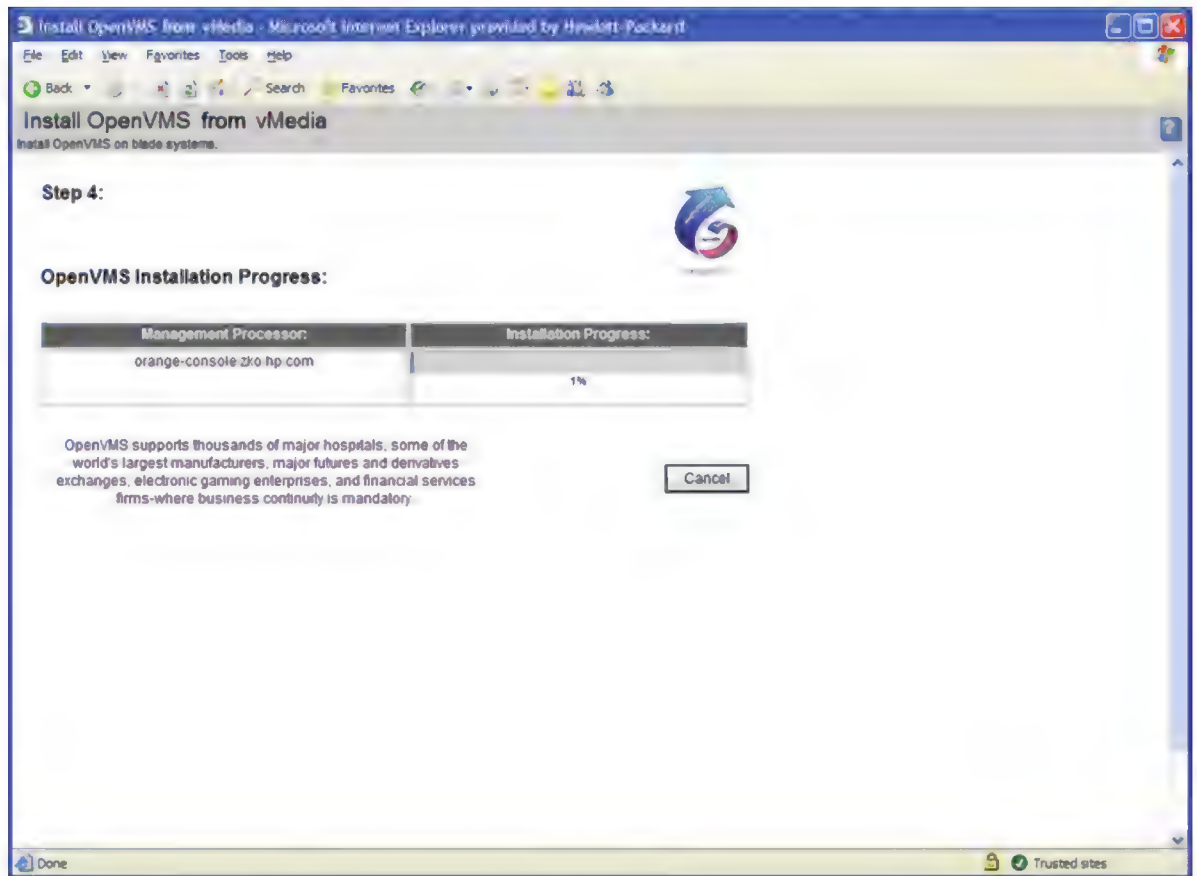 Install OpenVMS from vMedia - Microsoft Internet Explorer provided by Hewlett-Packard
File Edit View Favorites Tools Help
Back Search Favorites
Install OpenVMS from vMedia
Install OpenVMS on blade systems.
Step 4:
OpenVMS Installation Progress:
Management Processor: Installation Progress:
orange-console.zko.hp.com
1%
OpenVMS supports thousands of major hospitals, some of the
world's largest manufacturers, major futures and derivatives
exchanges, electronic gaming enterprises, and financial services
firms-where business continuity is mandatory.
Cancel
Done Trusted sites